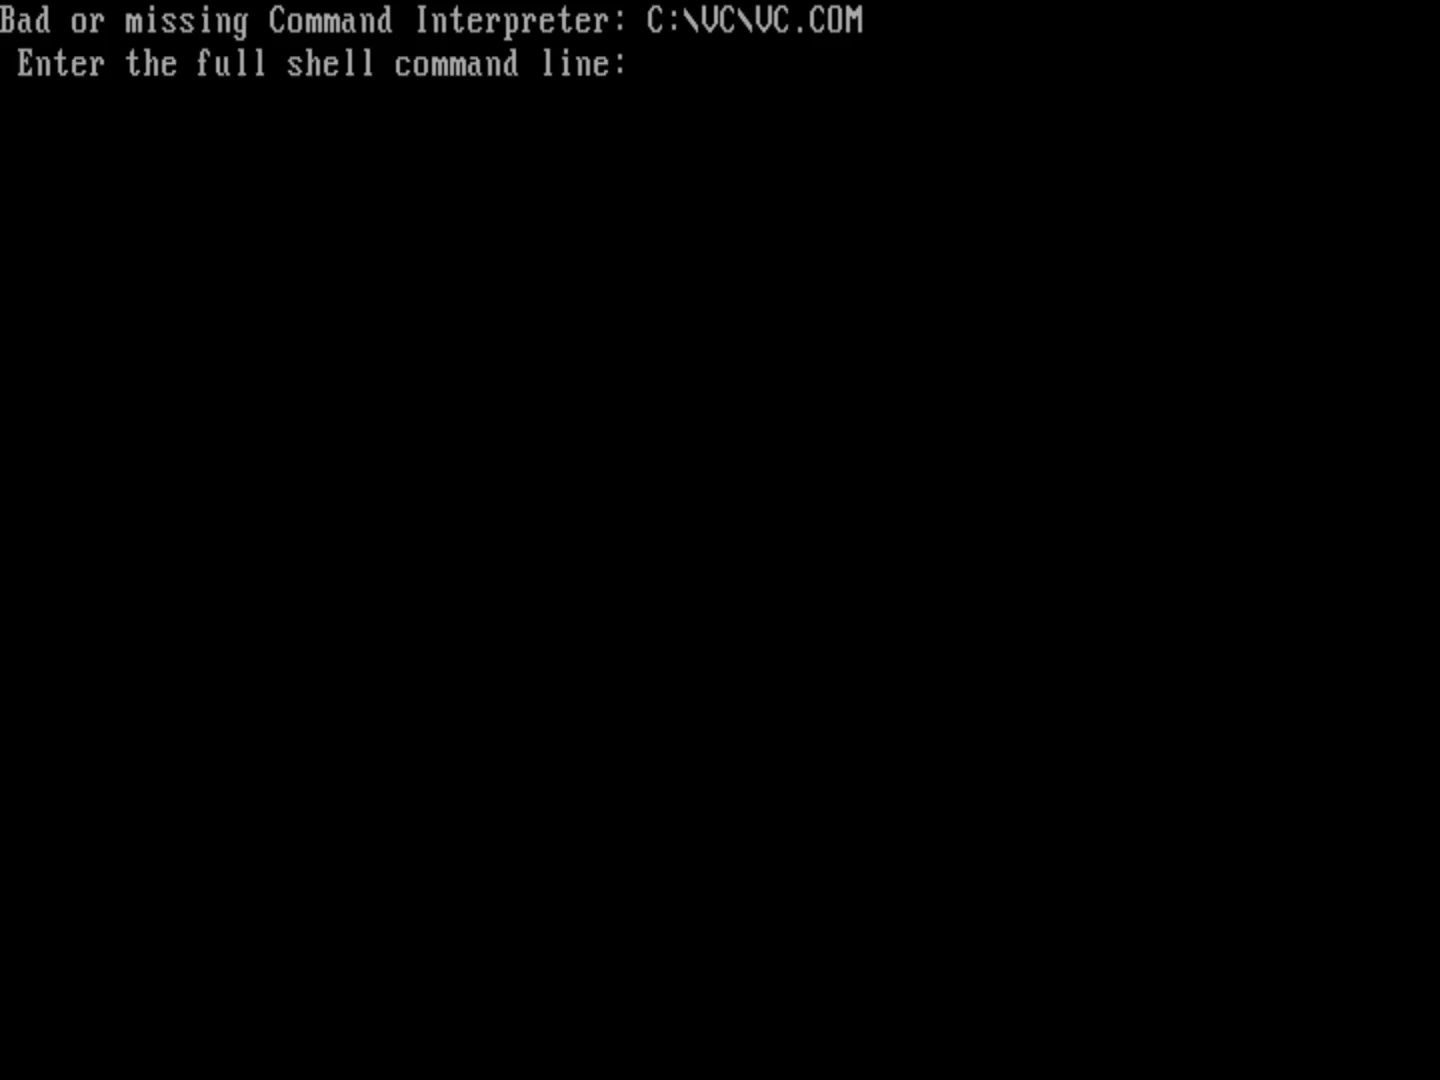 Bad or missing Command Interpreter: C:\VC\VC.COM
Enter the full shell command line: